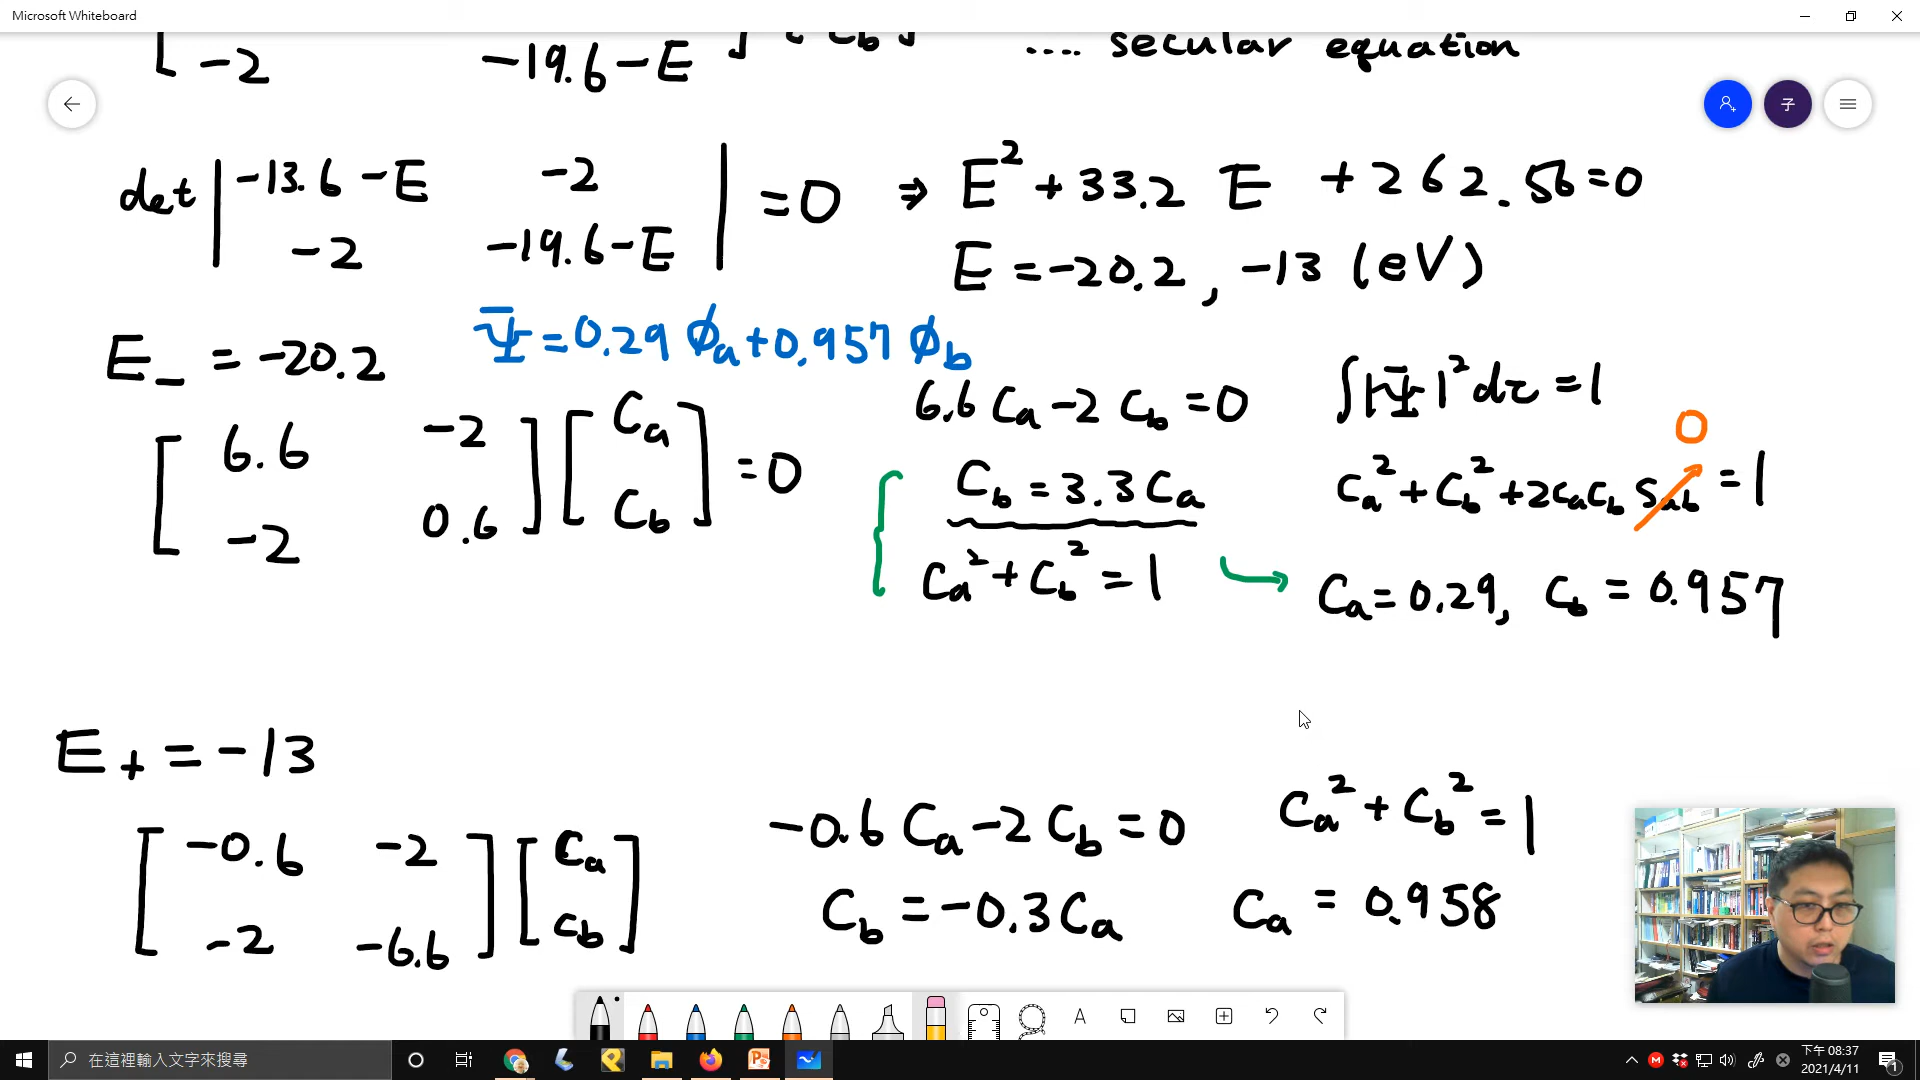 Microsoft Whiteboard
[ -2 -19.6-E ] [ Cb ] .... secular equation
子
det | -13.6-E -2 | = 0 ⇒ E² + 33.2 E + 262.56 = 0
-2 -19.6-E
E = -20.2, -13 (eV)
E₋ = -20.2
Ψ = 0.29 ϕa + 0.957 ϕb
[ 6.6 -2 ] [ Ca ] = 0
-2 0.6 Cb
6.6 Ca - 2 Cb = 0
Cb = 3.3 Ca
Ca² + Cb² = 1
∫|Ψ|² dτ = 1
0
Ca² + Cb² + 2CaCb Sab = 1
→ Ca = 0.29, Cb = 0.957
E₊ = -13
[ -0.6 -2 ] [ Ca ]
-2 -6.6 Cb
-0.6 Ca - 2 Cb = 0
Cb = -0.3 Ca
Ca² + Cb² = 1
Ca = 0.958
A
在這裡輸入文字來搜尋
下午 08:37
2021/4/11
1